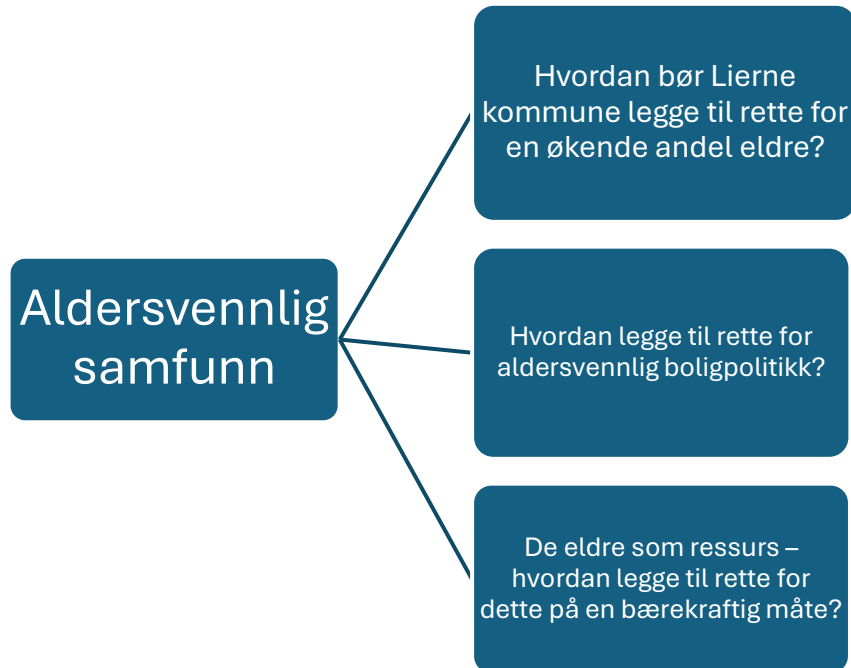 Aldersvennlig
samfunn
Hvordan bør Lierne
kommune legge til rette for
en økende andel eldre?
Hvordan legge til rette for
aldersvennlig boligpolitikk?
De eldre som ressurs –
hvordan legge til rette for
dette på en bærekraftig måte?